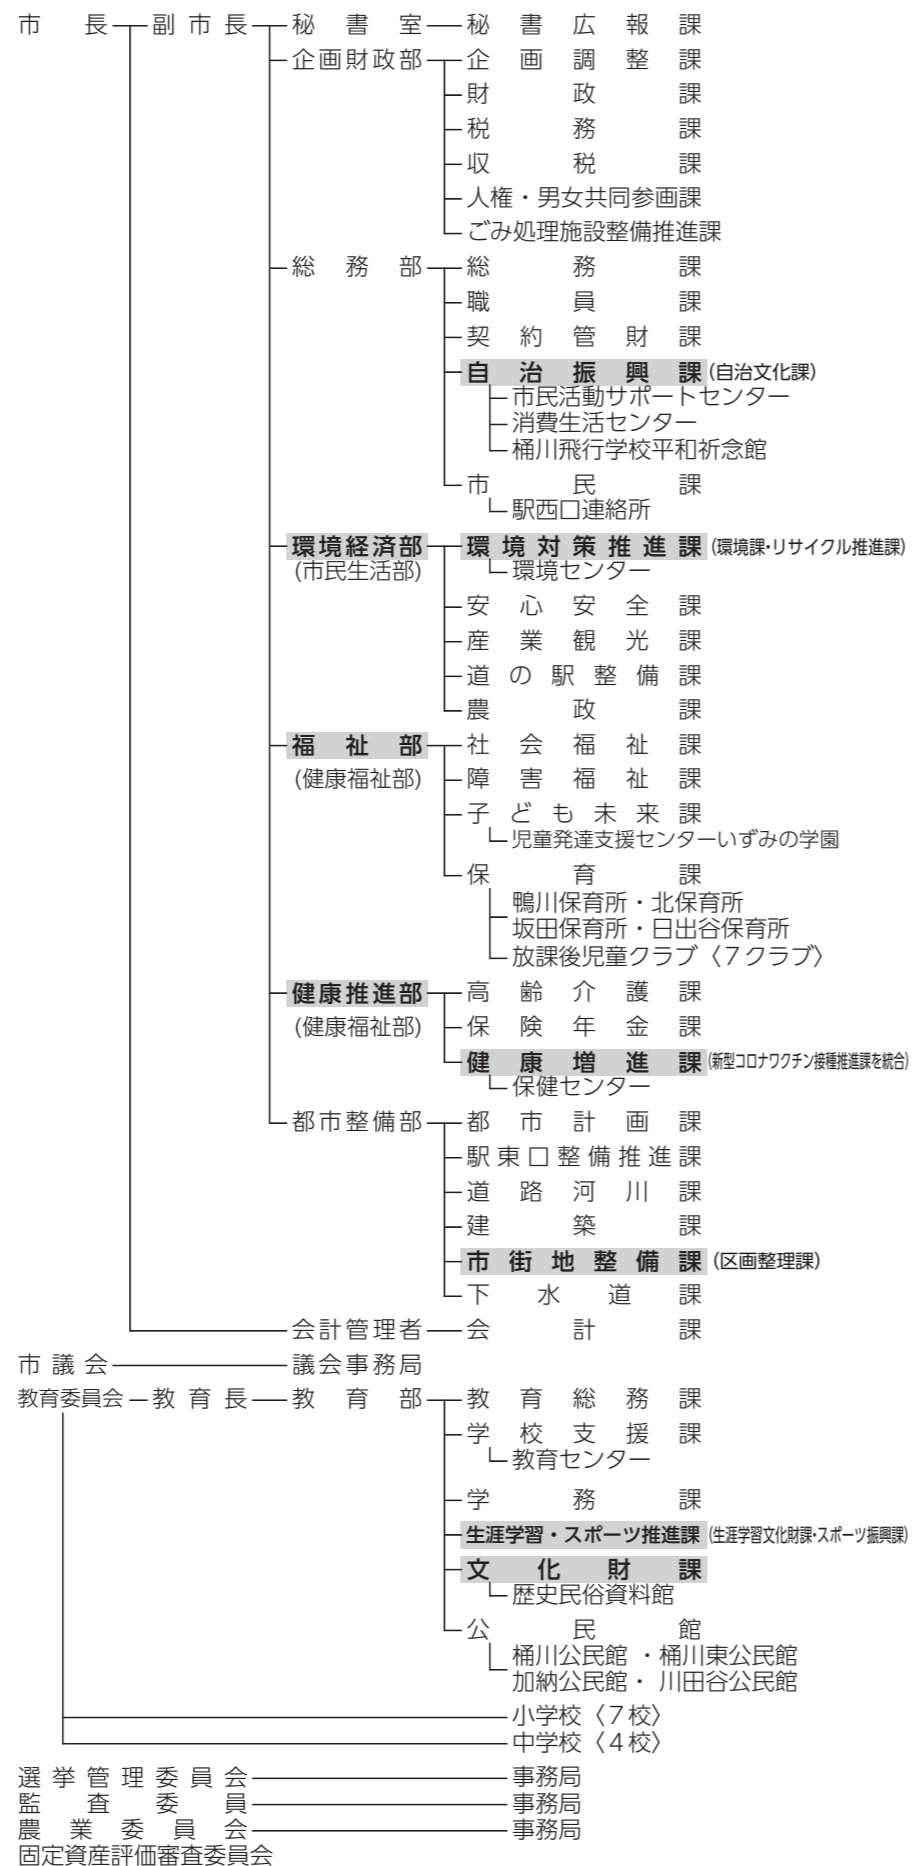 市長 副市長 秘書室 秘書広報課
企画財政部 企画調整課
財政課
税務課
収税課
人権・男女共同参画課
ごみ処理施設整備推進課
総務部 総務課
職員課
契約管財課
自治振興課 (自治文化課)
市民活動サポートセンター
消費生活センター
桶川飛行学校平和祈念館
市民課
駅西口連絡所
環境経済部 環境対策推進課 (環境課・リサイクル推進課)
(市民生活部) 環境センター
安心安全課
産業観光課
道の駅整備課
農政課
福祉部 社会福祉課
(健康福祉部) 障害福祉課
子ども未来課
児童発達支援センターいずみの学園
保育課
鴨川保育所・北保育所
坂田保育所・日出谷保育所
放課後児童クラブ〈7クラブ〉
健康推進部 高齢介護課
(健康福祉部) 保険年金課
健康増進課 (新型コロナワクチン接種推進課を統合)
保健センター
都市整備部 都市計画課
駅東口整備推進課
道路河川課
建築課
市街地整備課 (区画整理課)
下水道課
会計管理者 会計課
市議会 議会事務局
教育委員会 教育長 教育部 教育総務課
学校支援課
教育センター
学務課
生涯学習・スポーツ推進課 (生涯学習文化財課・スポーツ振興課)
文化財課
歴史民俗資料館
公民館
桶川公民館・桶川東公民館
加納公民館・川田谷公民館
小学校〈7校〉
中学校〈4校〉
選挙管理委員会 事務局
監査委員 事務局
農業委員会 事務局
固定資産評価審査委員会